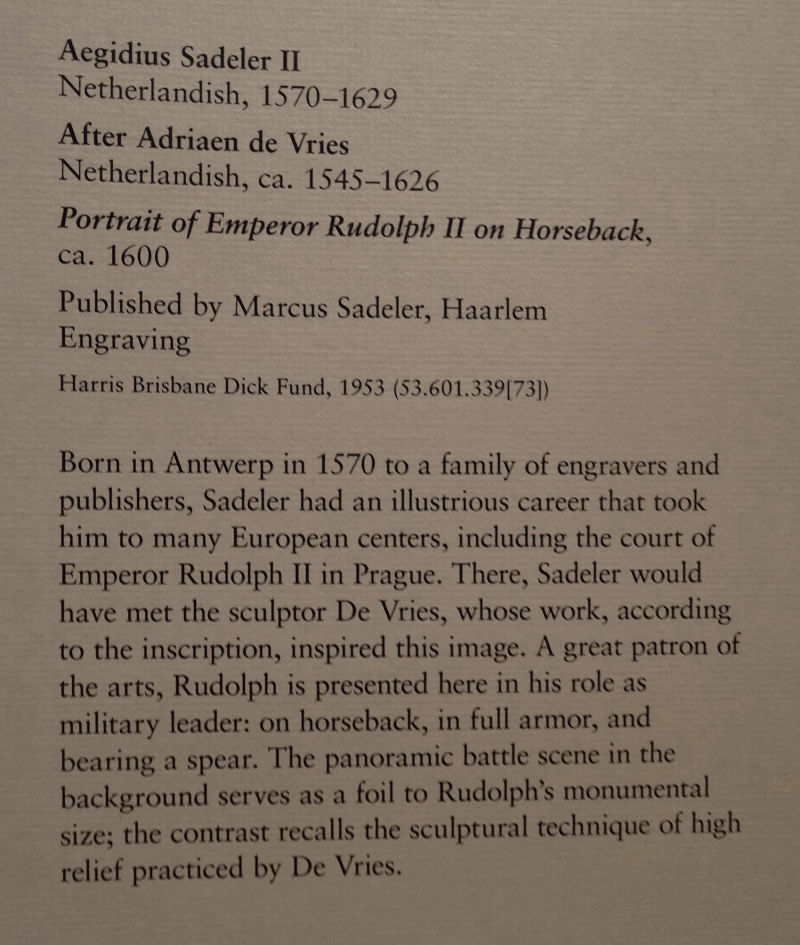 Aegidius Sadeler II
Netherlandish, 1570–1629
After Adriaen de Vries
Netherlandish, ca. 1545–1626
Portrait of Emperor Rudolph II on Horseback,
ca. 1600
Published by Marcus Sadeler, Haarlem
Engraving
Harris Brisbane Dick Fund, 1953 (53.601.339[73])
Born in Antwerp in 1570 to a family of engravers and
publishers, Sadeler had an illustrious career that took
him to many European centers, including the court of
Emperor Rudolph II in Prague. There, Sadeler would
have met the sculptor De Vries, whose work, according
to the inscription, inspired this image. A great patron of
the arts, Rudolph is presented here in his role as
military leader: on horseback, in full armor, and
bearing a spear. The panoramic battle scene in the
background serves as a foil to Rudolph’s monumental
size; the contrast recalls the sculptural technique of high
relief practiced by De Vries.